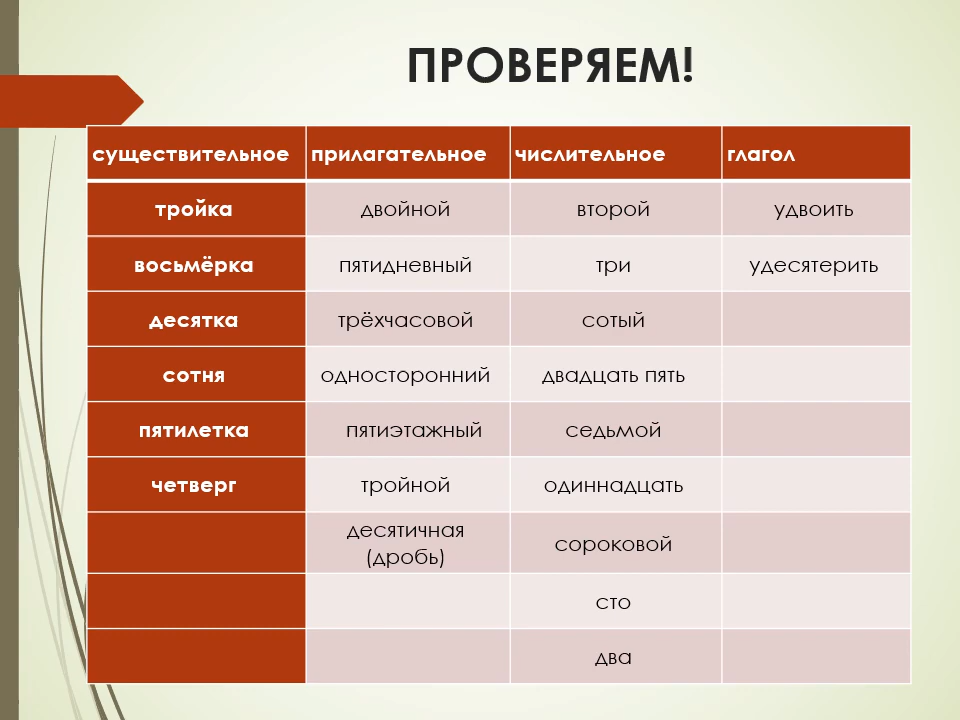 ПРОВЕРЯЕМ!
существительное прилагательное числительное глагол
тройка двойной второй удвоить
восьмёрка пятидневный три удесятерить
десятка трёхчасовой сотый
сотня односторонний двадцать пять
пятилетка пятиэтажный седьмой
четверг тройной одиннадцать
десятичная
(дробь) сороковой
сто
два